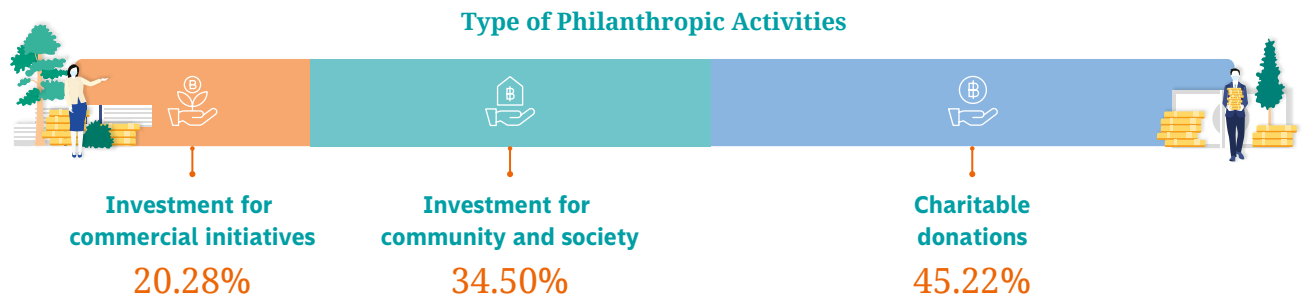 Type of Philanthropic Activities
฿
฿
฿
Investment for
commercial initiatives
20.28%
Investment for
community and society
34.50%
Charitable
donations
45.22%